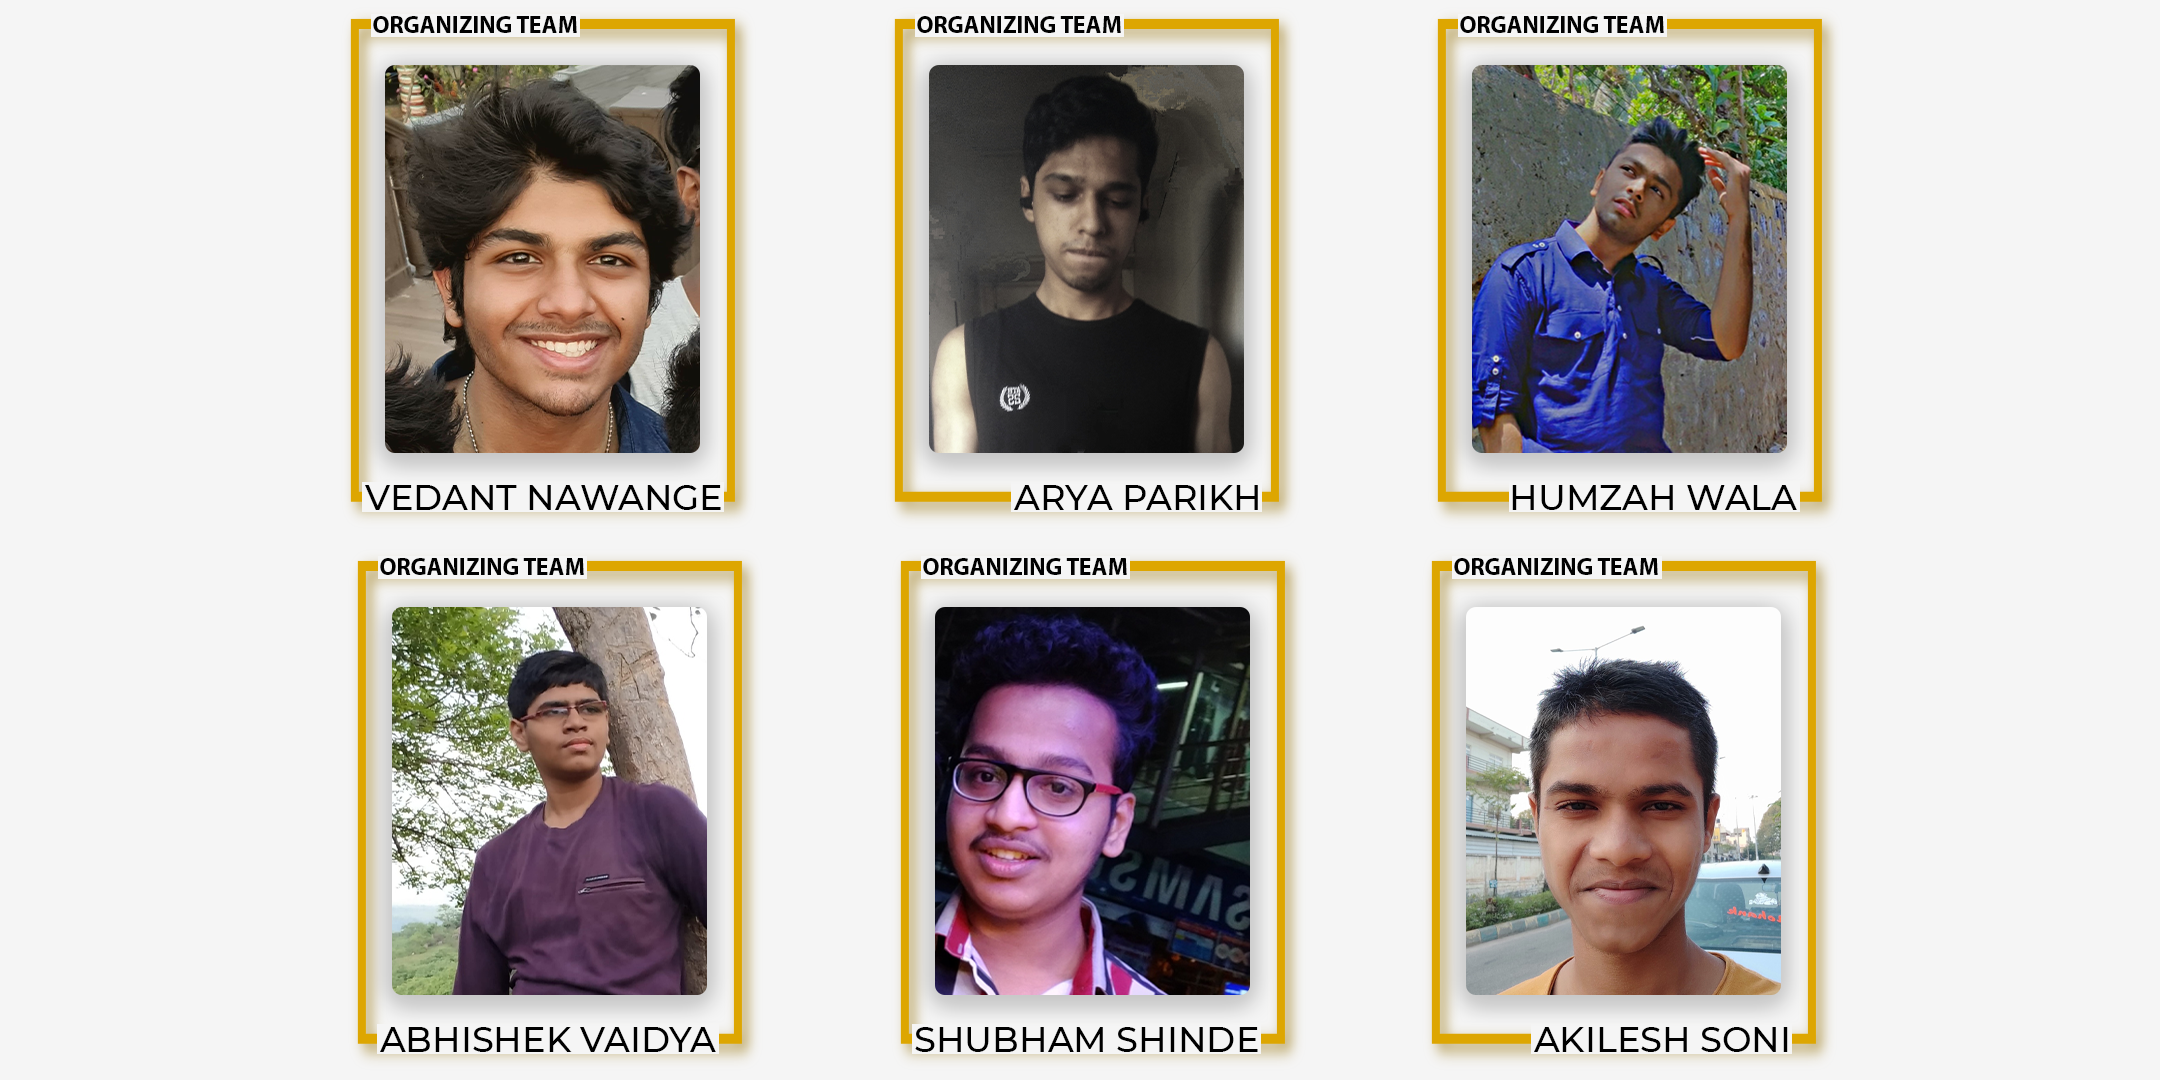 ORGANIZING TEAM
ORGANIZING TEAM
ORGANIZING TEAM
VEDANT NAWANGE
ARYA PARIKH
HUMZAH WALA
ORGANIZING TEAM
ORGANIZING TEAM
ORGANIZING TEAM
SAMS
ABHISHEK VAIDYA
SHUBHAM SHINDE
AKILESH SONI